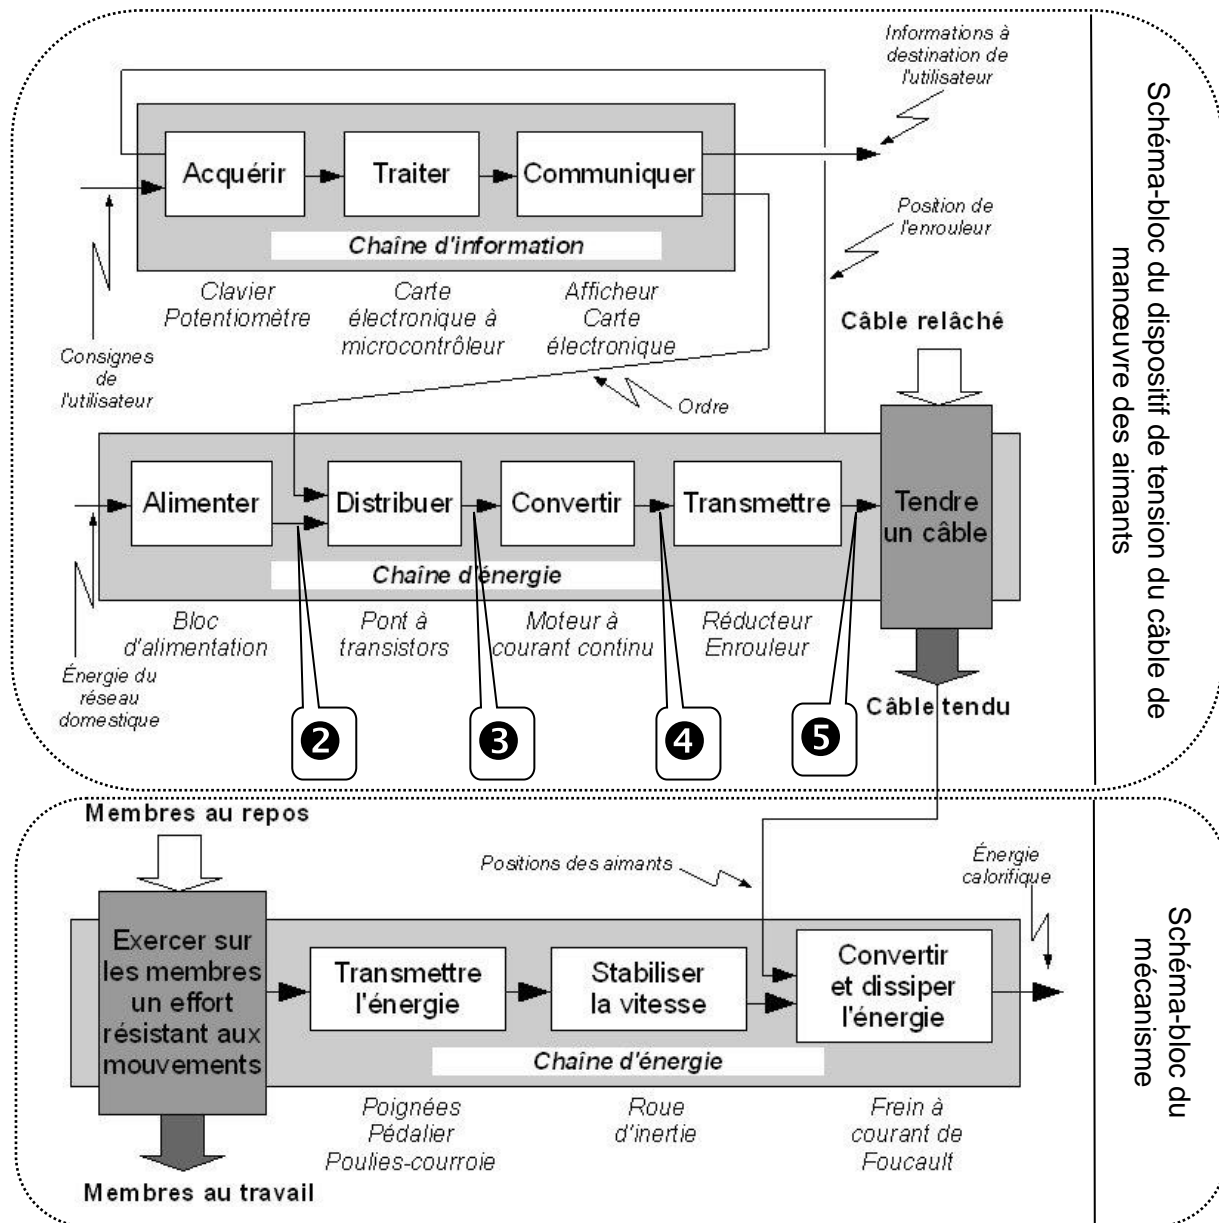 Informations à
destination de
l'utilisateur
Acquérir
Traiter
Communiquer
Chaîne d'information
Position de
l'enrouleur
Clavier
Potentiomètre
Carte
électronique à
microcontrôleur
Afficheur
Carte
électronique
Consignes
de
l'utilisateur
Ordre
Câble relâché
Alimenter
Distribuer
Convertir
Transmettre
Tendre
un câble
Chaîne d'énergie
Bloc
d'alimentation
Pont à
transistors
Moteur à
courant continu
Réducteur
Enrouleur
Énergie du
réseau
domestique
Câble tendu
2
3
4
5
Schéma-bloc du dispositif de tension du câble de
manœuvre des aimants
Membres au repos
Positions des aimants
Énergie
calorifique
Exercer sur
les membres
un effort
résistant aux
mouvements
Transmettre
l'énergie
Stabiliser
la vitesse
Convertir
et dissiper
l'énergie
Chaîne d'énergie
Poignées
Pédalier
Poulies-courroie
Roue
d'inertie
Frein à
courant de
Foucault
Membres au travail
Schéma-bloc du
mécanisme